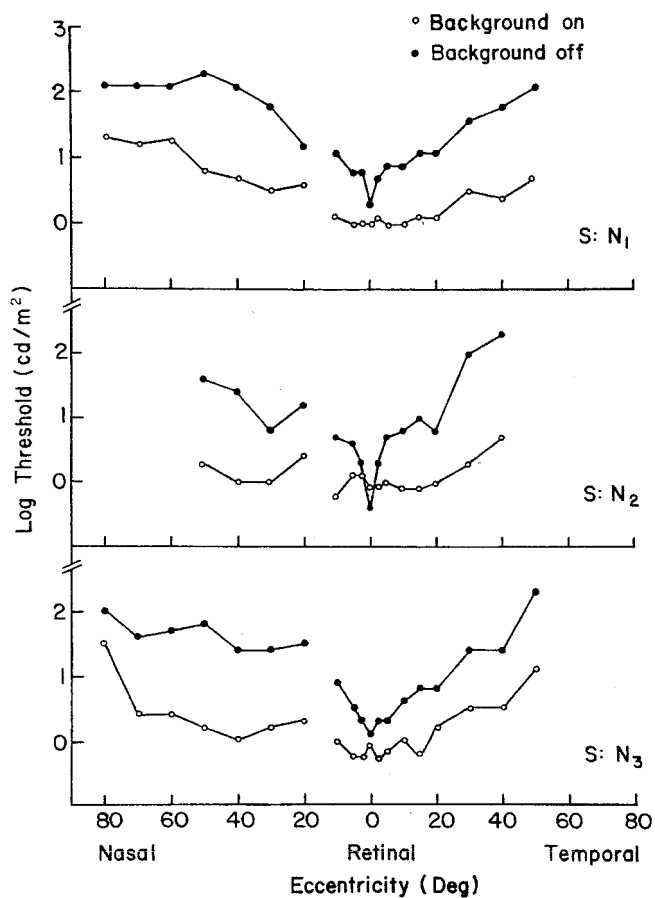 ○ Background on
● Background off
3
2
1
0
S: N₁
2
1
0
S: N₂
2
1
0
S: N₃
Log Threshold (cd/m²)
80 60 40 20 0 20 40 60 80
Nasal Retinal Temporal
Eccentricity (Deg)